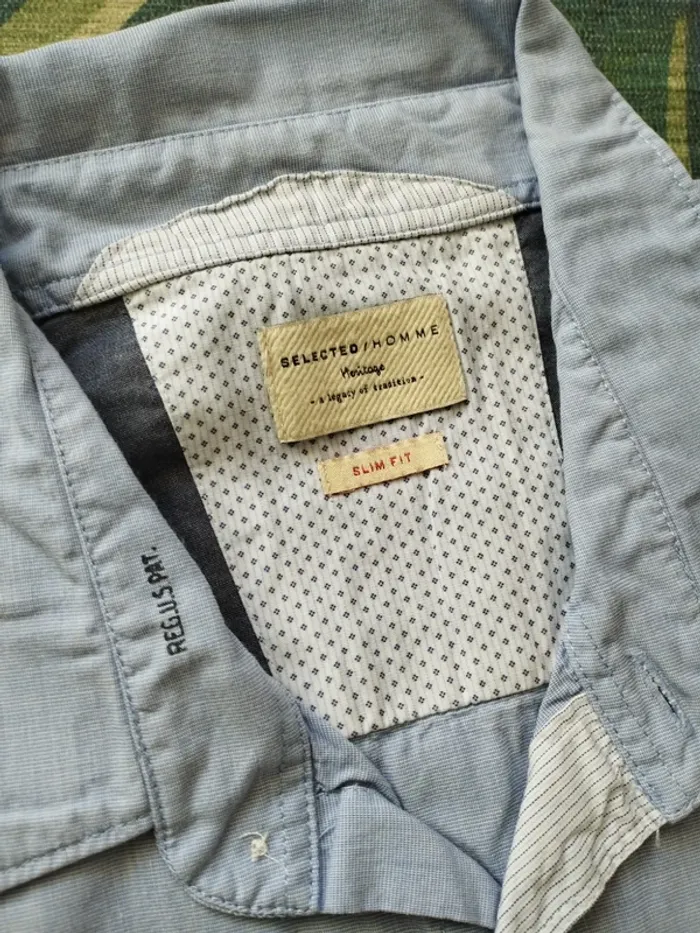 SELECTED / HOMME
Heritage
- a legacy of tradition -
SLIM FIT
REG.U.S PAT.